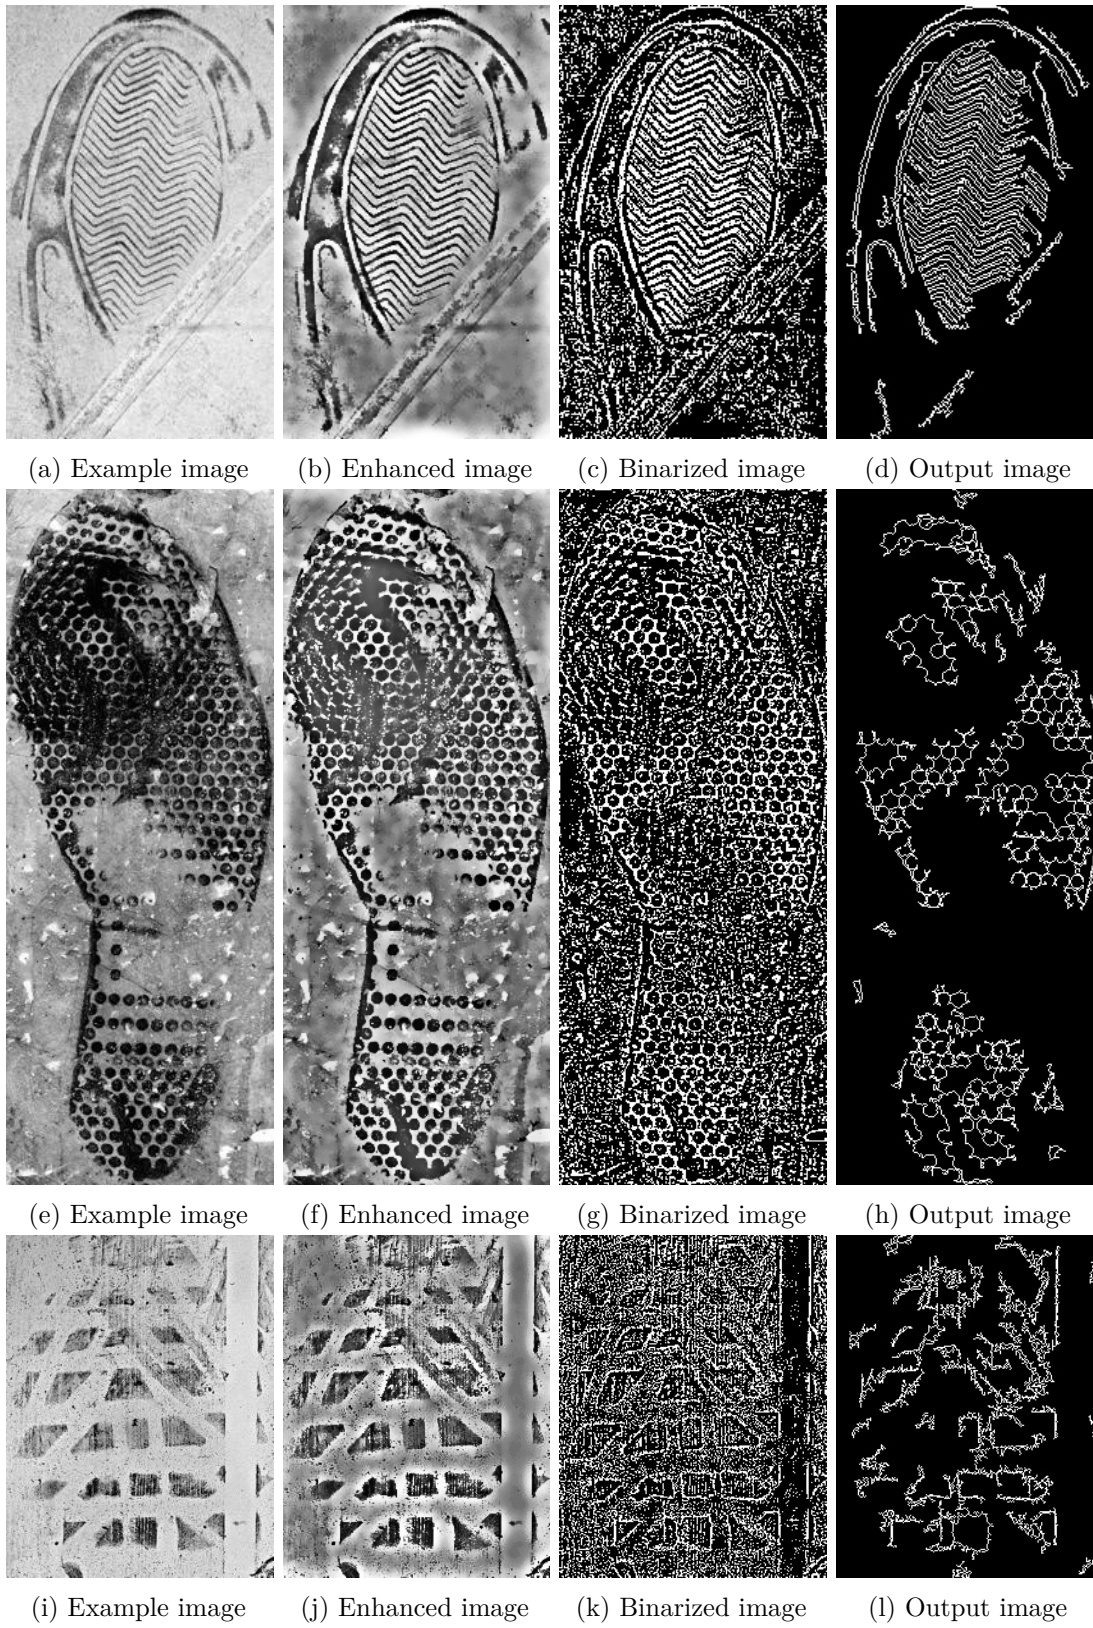 (a) Example image (b) Enhanced image (c) Binarized image (d) Output image
(e) Example image (f) Enhanced image (g) Binarized image (h) Output image
(i) Example image (j) Enhanced image (k) Binarized image (l) Output image